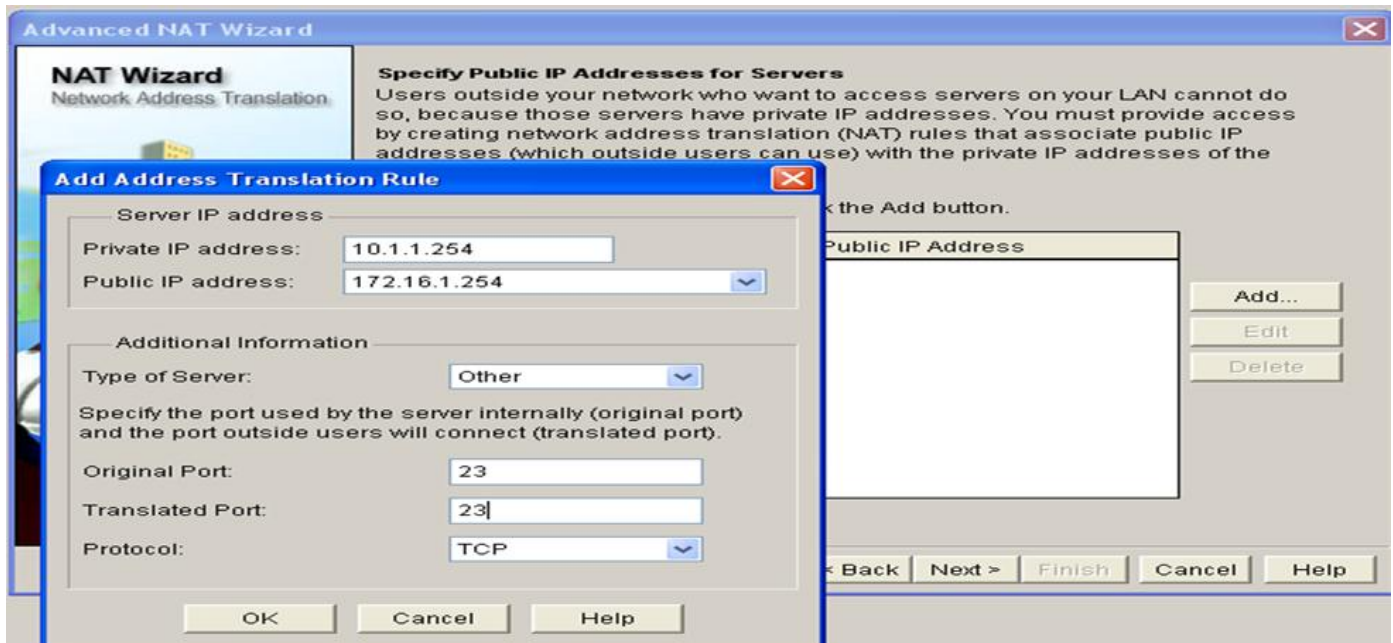 Advanced NAT Wizard
NAT Wizard
Network Address Translation
Specify Public IP Addresses for Servers
Users outside your network who want to access servers on your LAN cannot do
so, because those servers have private IP addresses. You must provide access
by creating network address translation (NAT) rules that associate public IP
addresses (which outside users can use) with the private IP addresses of the
the Add button.
Public IP Address
Add...
Edit
Delete
Add Address Translation Rule
Server IP address
Private IP address: 10.1.1.254
Public IP address: 172.16.1.254
Additional Information
Type of Server: Other
Specify the port used by the server internally (original port)
and the port outside users will connect (translated port).
Original Port: 23
Translated Port: 23
Protocol: TCP
OK Cancel Help
< Back Next > Finish Cancel Help